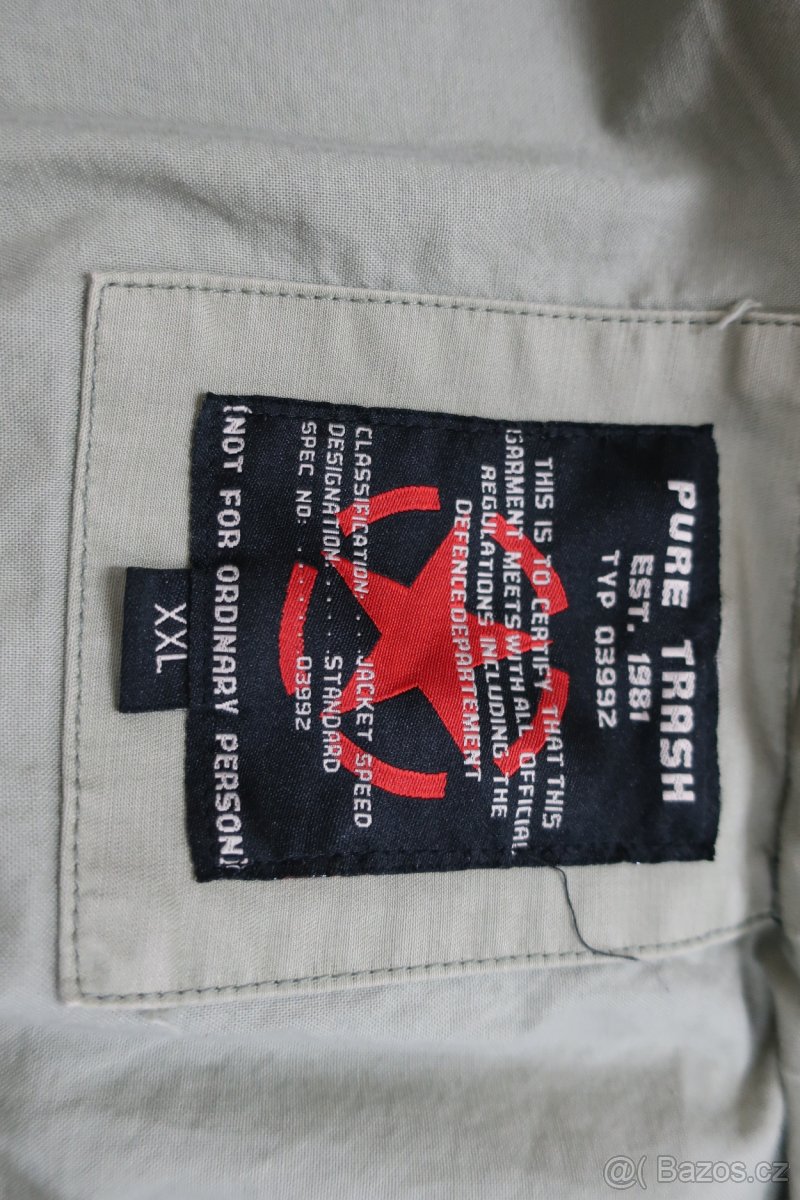 PURE TRASH
EST. 1981
TYP 03992
THIS IS TO CERTIFY THAT THIS
GARMENT MEETS WITH ALL OFFICIAL
REGULATIONS INCLUDING THE
DEFENCE DEPARTEMENT
CLASSIFICATION. . JACKET SPEED
DESIGNATION. . . . . STANDARD
SPEC NO: . . . . . . . . 03992
(NOT FOR ORDINARY PERSON)
XXL
@( Bazos.cz